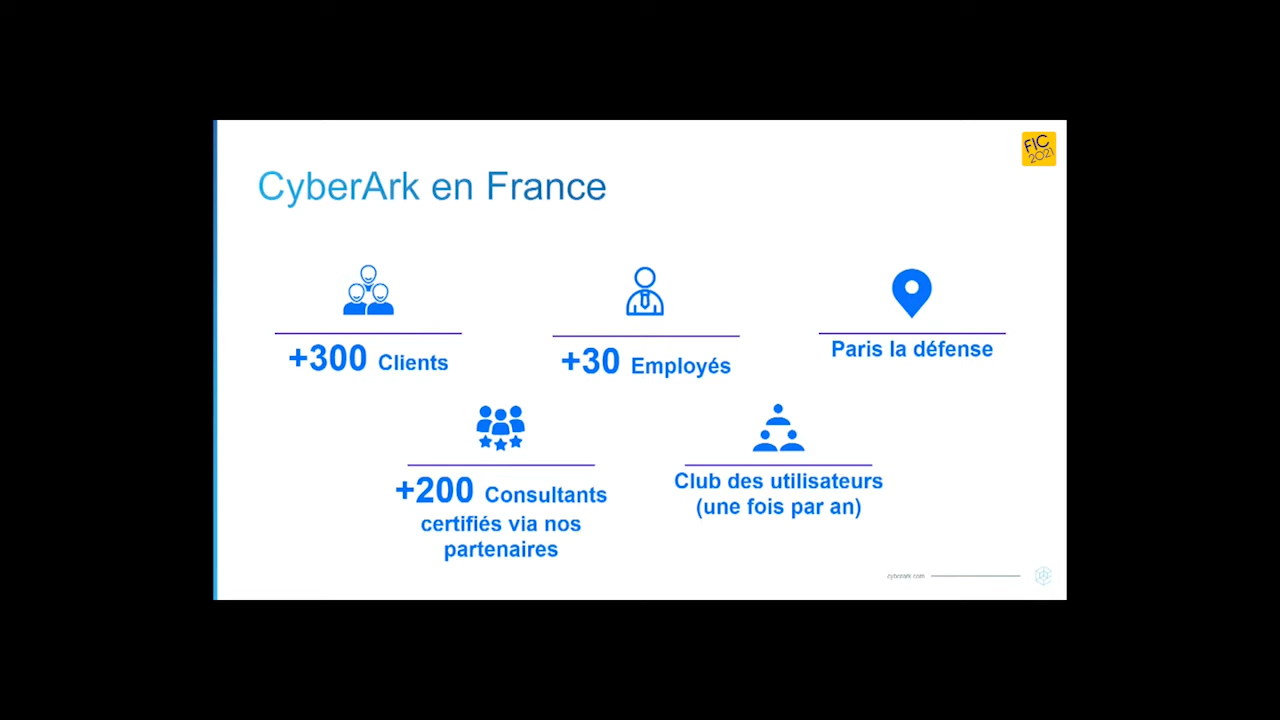 FIC
2021
CyberArk en France
+300 Clients
+30 Employés
Paris la défense
+200 Consultants
certifiés via nos
partenaires
Club des utilisateurs
(une fois par an)
cyberark.com